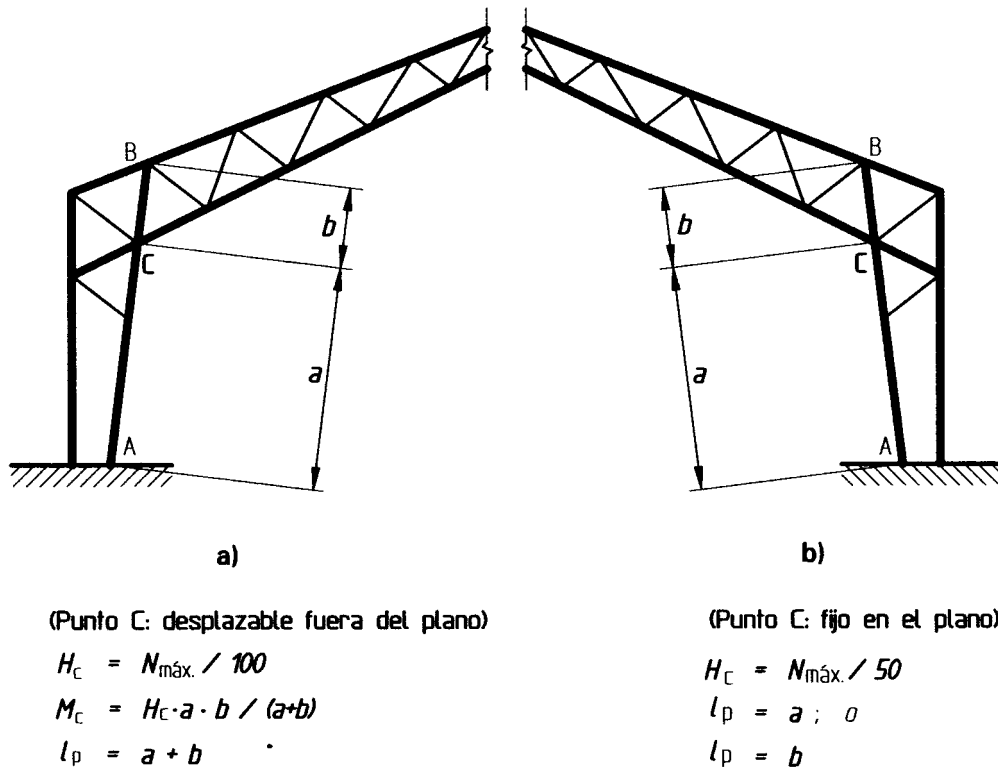 B
b
C
a
A
B
b
C
a
A
a)
(Punto C: desplazable fuera del plano)
H_c = N_máx. / 100
M_c = H_c·a·b / (a+b)
l_p = a + b
b)
(Punto C: fijo en el plano)
H_c = N_máx. / 50
l_p = a ; o
l_p = b